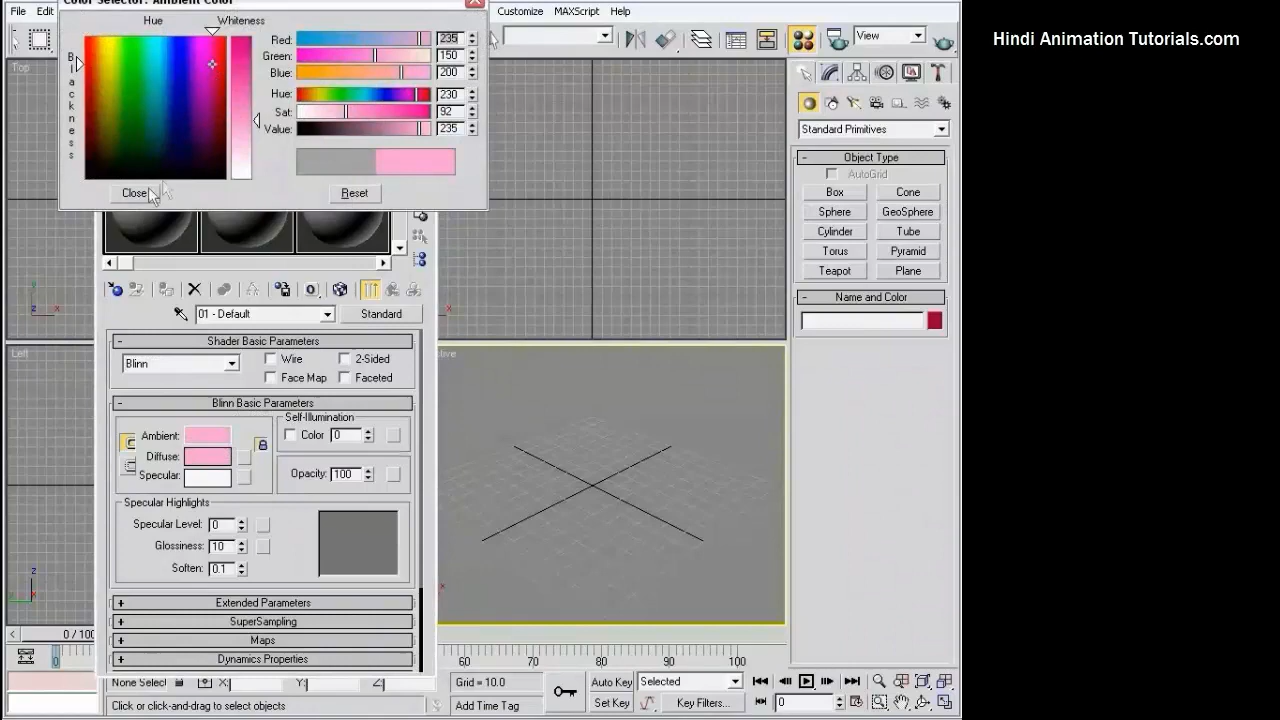 Color Selector: Ambient Color
File Edit Customize MAXScript Help
Hindi Animation Tutorials.com
Hue Whiteness
Blackness
Red: 235
Green: 150
Blue: 200
Hue: 230
Sat: 92
Value: 235
Close Reset
View
Top
Standard Primitives
Object Type
AutoGrid
Box Cone
Sphere GeoSphere
Cylinder Tube
Torus Pyramid
Teapot Plane
Name and Color
01 - Default Standard
Shader Basic Parameters
Blinn Wire 2-Sided
Face Map Faceted
Left
Blinn Basic Parameters
Self-Illumination
Ambient: Color 0
Diffuse:
Specular: Opacity: 100
Specular Highlights
Specular Level: 0
Glossiness: 10
Soften: 0.1
Extended Parameters
SuperSampling
Maps
Dynamics Properties
0 / 100
0 60 70 80 90 100
None Select X: Y: Z: Grid = 10.0 Auto Key Selected
Click or click-and-drag to select objects Add Time Tag Set Key Key Filters... 0